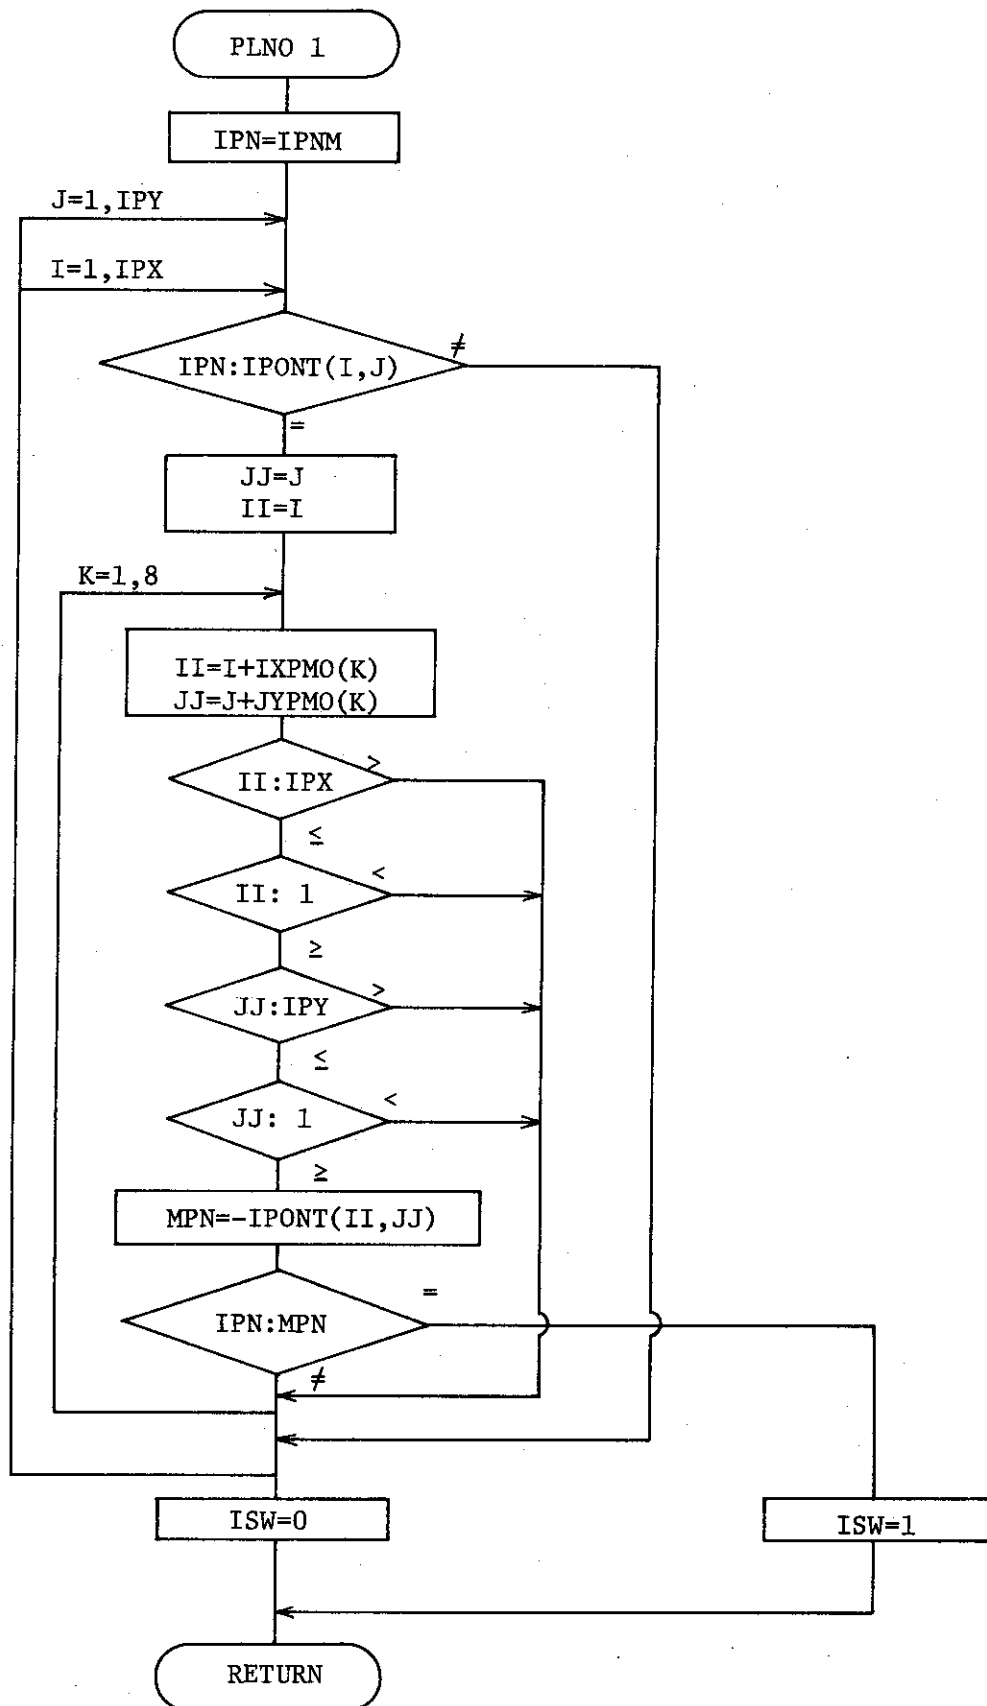 PLNO 1
IPN=IPNM
J=1,IPY
I=1,IPX
≠
IPN:IPONT(I,J)
=
JJ=J
II=I
K=1,8
II=I+IXPMO(K)
JJ=J+JYPMO(K)
>
II:IPX
≤
<
II: 1
≥
>
JJ:IPY
≤
<
JJ: 1
≥
MPN=-IPONT(II,JJ)
=
IPN:MPN
≠
ISW=0
ISW=1
RETURN